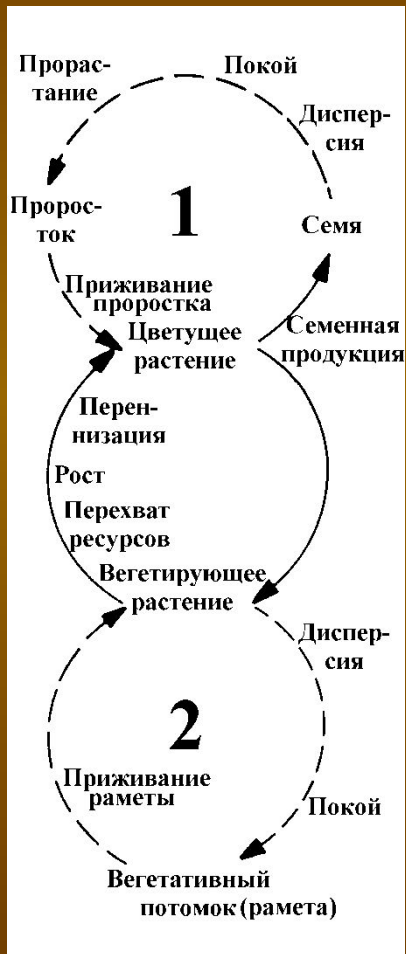 Прорас-
тание
Покой
Диспер-
сия
Пророс-
ток
1
Семя
Приживание
проростка
Цветущее
растение
Семенная
продукция
Перен-
низация
Рост
Перехват
ресурсов
Вегетирующее
растение
Диспер-
сия
2
Приживание
раметы
Покой
Вегетативный
потомок (рамета)